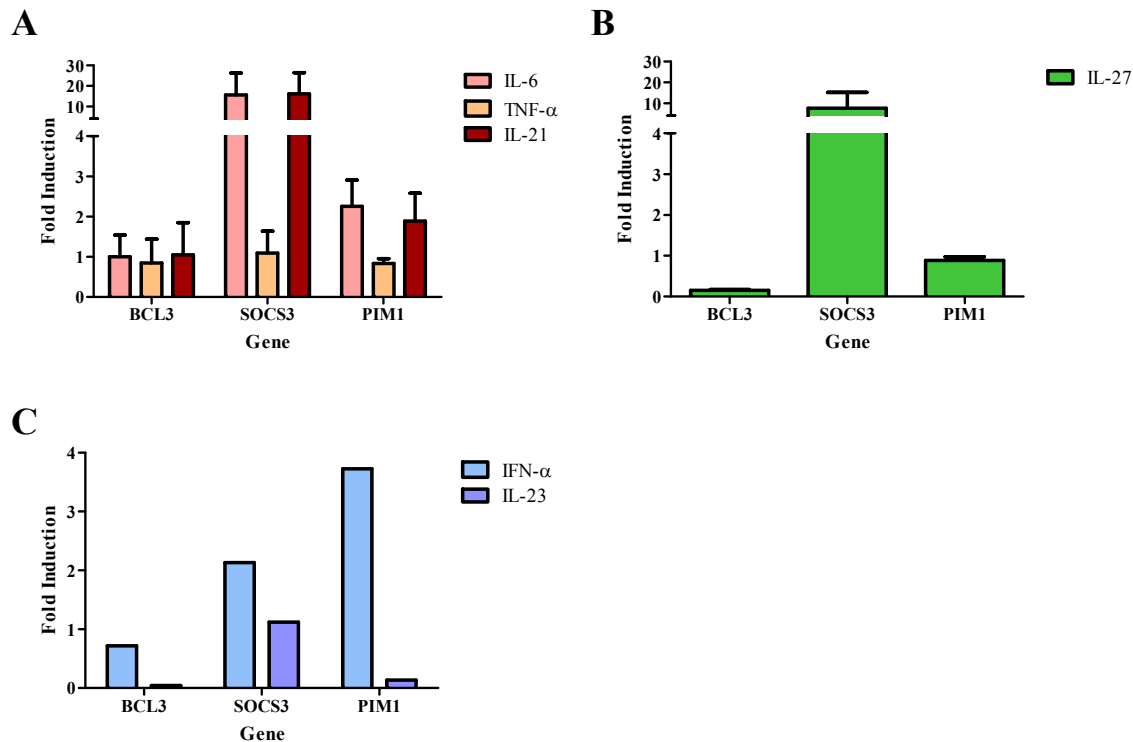 A
30
20
10
4
3
2
1
0
Fold Induction
BCL3 SOCS3 PIM1
Gene
IL-6
TNF-α
IL-21
B
30
20
10
4
3
2
1
0
Fold Induction
BCL3 SOCS3 PIM1
Gene
IL-27
C
4
3
2
1
0
Fold Induction
BCL3 SOCS3 PIM1
Gene
IFN-α
IL-23